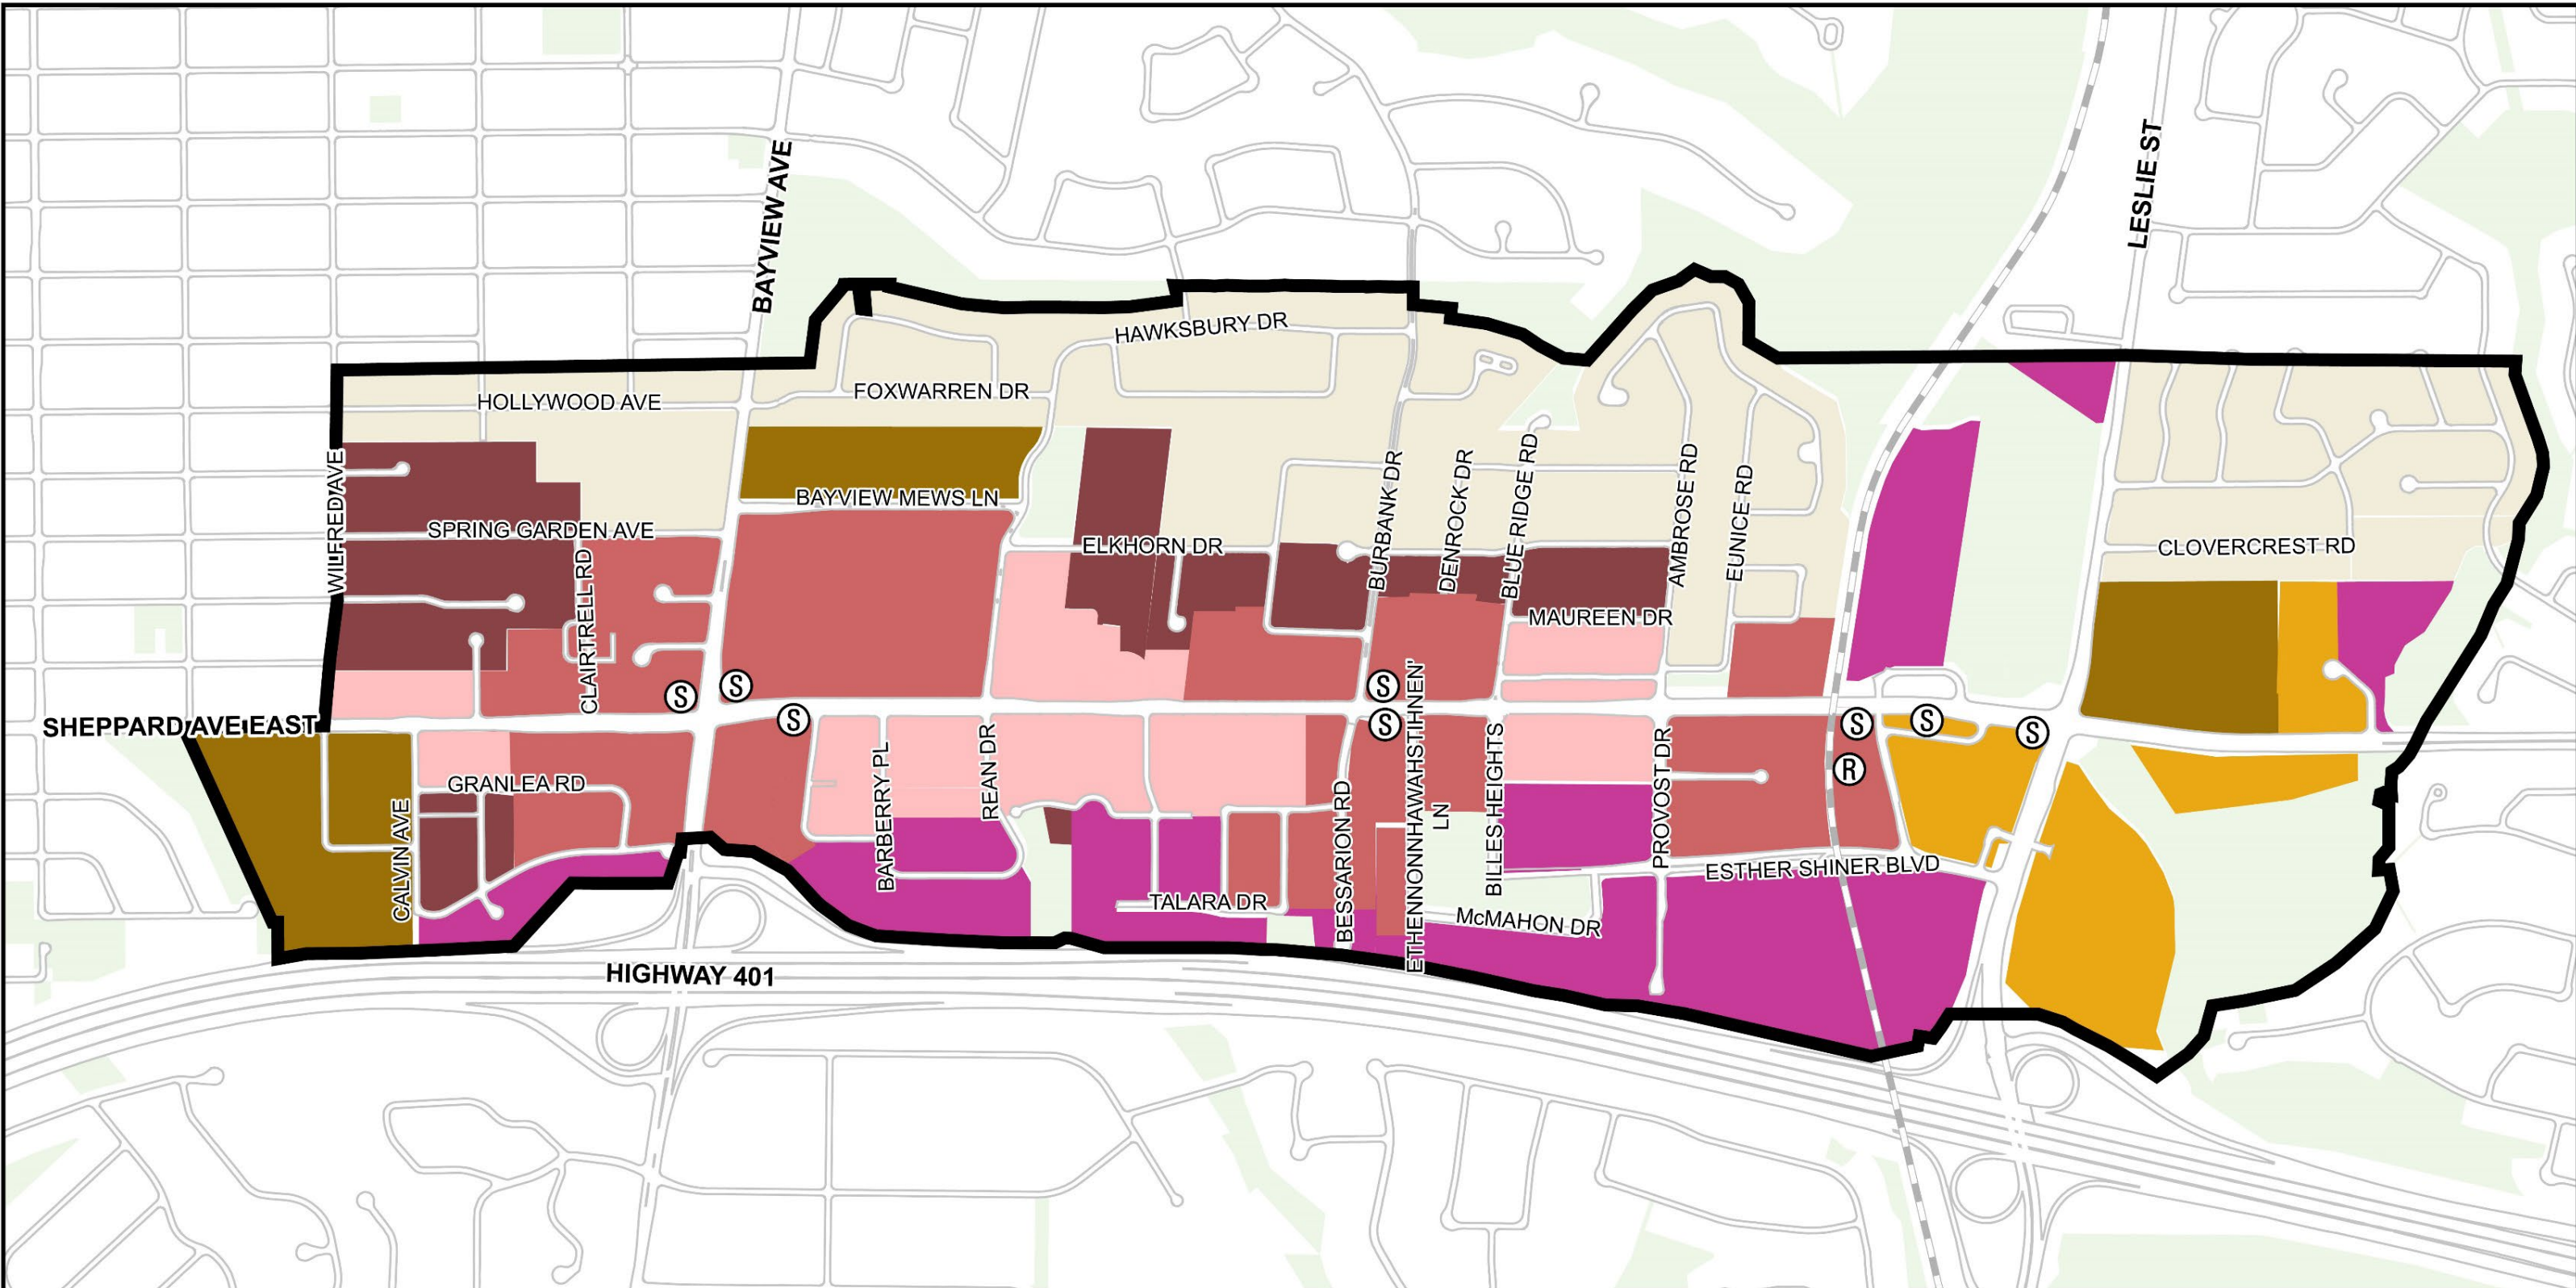 BAYVIEW AVE
LESLIE ST
HAWKSBURY DR
FOXWARREN DR
HOLLYWOOD AVE
BAYVIEW MEWS LN
WILFRED AVE
SPRING GARDEN AVE
CLAIRTRELL RD
ELKHORN DR
BURBANK DR
DENROCK DR
BLUE RIDGE RD
AMBROSE RD
EUNICE RD
CLOVERCREST RD
MAUREEN DR
S
S
S
S
SHEPPARD AVE EAST
S
S
S
S
R
GRANLEA RD
CALVIN AVE
BARBERRY PL
REAN DR
BESSARION RD
ETHENNONNHAWAHSTIHNEN'
LN
BILLES HEIGHTS
PROVOST DR
ESTHER SHINER BLVD
TALARA DR
McMAHON DR
HIGHWAY 401